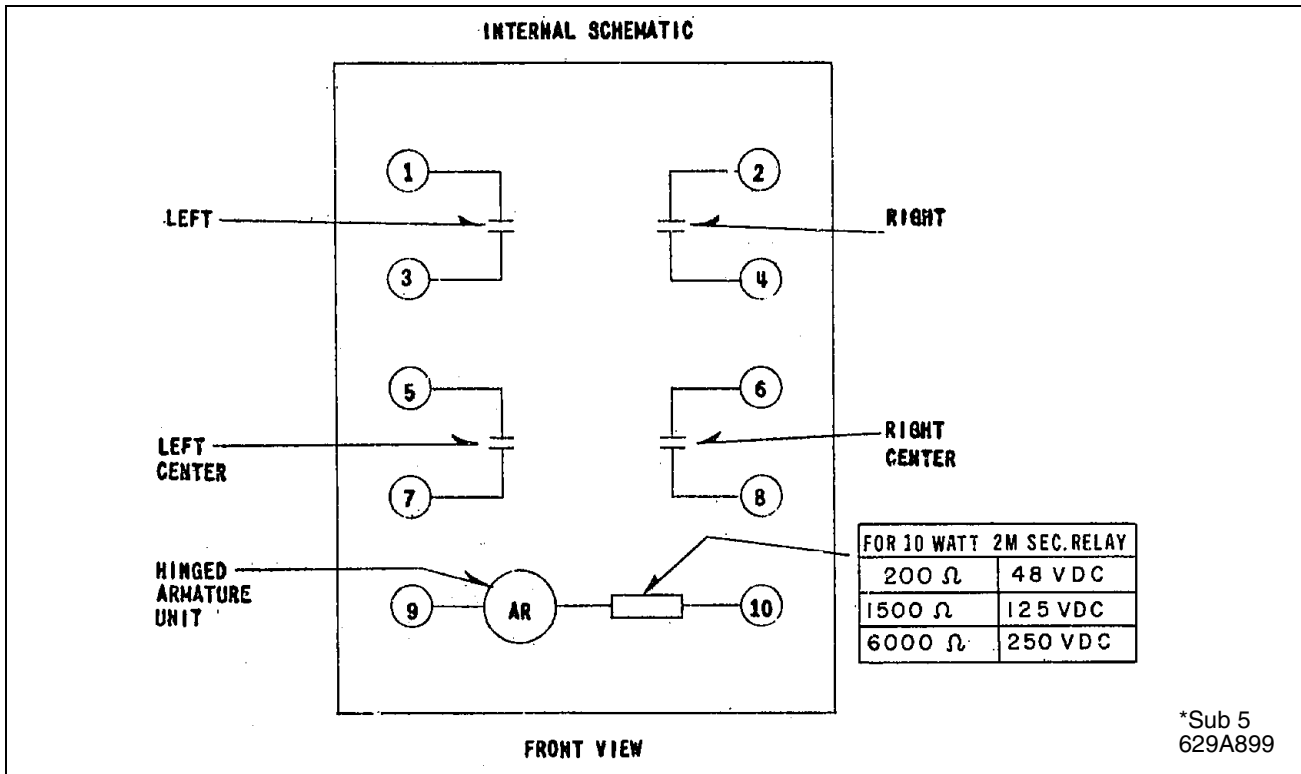 INTERNAL SCHEMATIC
1
2
LEFT
RIGHT
3
4
5
6
LEFT
CENTER
RIGHT
CENTER
7
8
FOR 10 WATT 2M SEC. RELAY
200 Ω 48 VDC
1500 Ω 125 VDC
6000 Ω 250 VDC
HINGED
ARMATURE
UNIT
9
AR
10
FRONT VIEW
*Sub 5
629A899